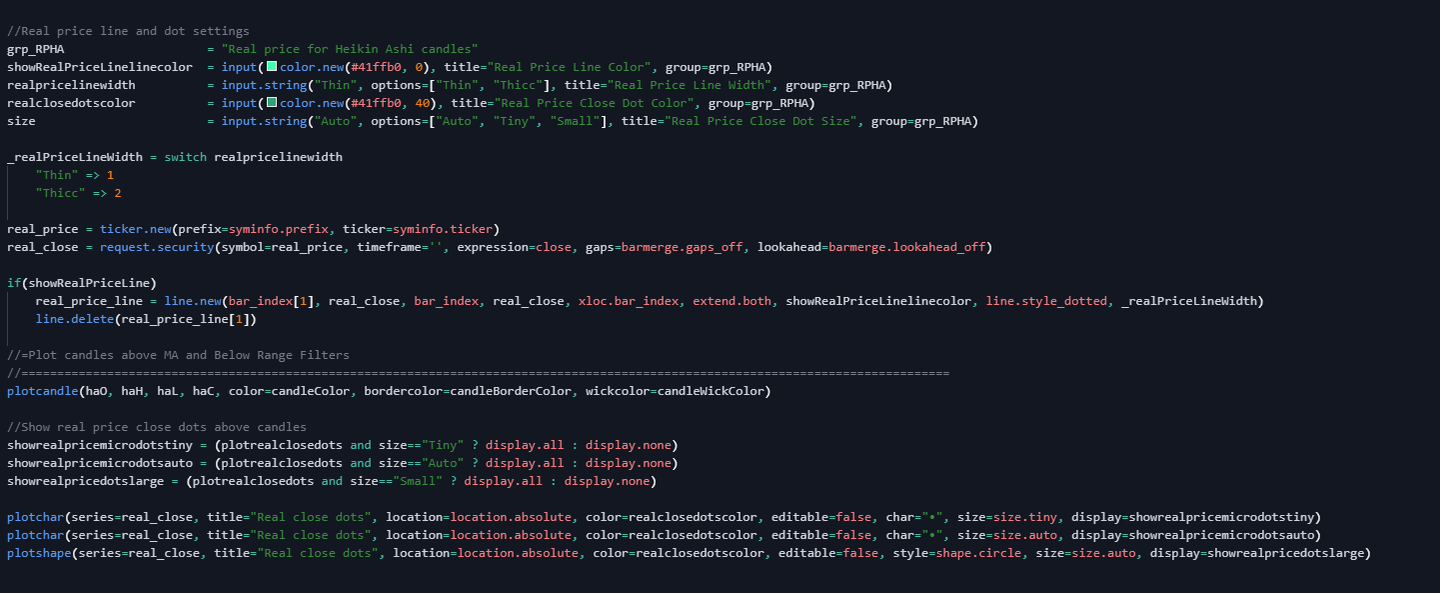 //Real price line and dot settings
grp_RPHA                    = "Real price for Heikin Ashi candles"
showRealPriceLinelinecolor  = input(color.new(#41ffb0, 0), title="Real Price Line Color", group=grp_RPHA)
realpricelinewidth          = input.string("Thin", options=["Thin", "Thicc"], title="Real Price Line Width", group=grp_RPHA)
realclosedotscolor          = input(color.new(#41ffb0, 40), title="Real Price Close Dot Color", group=grp_RPHA)
size                        = input.string("Auto", options=["Auto", "Tiny", "Small"], title="Real Price Close Dot Size", group=grp_RPHA)
_realPriceLineWidth = switch realpricelinewidth
    "Thin" => 1
    "Thicc" => 2
real_price = ticker.new(prefix=syminfo.prefix, ticker=syminfo.ticker)
real_close = request.security(symbol=real_price, timeframe='', expression=close, gaps=barmerge.gaps_off, lookahead=barmerge.lookahead_off)
if(showRealPriceLine)
    real_price_line = line.new(bar_index[1], real_close, bar_index, real_close, xloc.bar_index, extend.both, showRealPriceLinelinecolor, line.style_dotted, _realPriceLineWidth)
    line.delete(real_price_line[1])
//=Plot candles above MA and Below Range Filters
//==================================================================================================================================
plotcandle(haO, haH, haL, haC, color=candleColor, bordercolor=candleBorderColor, wickcolor=candleWickColor)
//Show real price close dots above candles
showrealpricemicrodotstiny = (plotrealclosedots and size=="Tiny" ? display.all : display.none)
showrealpricemicrodotsauto = (plotrealclosedots and size=="Auto" ? display.all : display.none)
showrealpricedotslarge = (plotrealclosedots and size=="Small" ? display.all : display.none)
plotchar(series=real_close, title="Real close dots", location=location.absolute, color=realclosedotscolor, editable=false, char="•", size=size.tiny, display=showrealpricemicrodotstiny)
plotchar(series=real_close, title="Real close dots", location=location.absolute, color=realclosedotscolor, editable=false, char="•", size=size.auto, display=showrealpricemicrodotsauto)
plotshape(series=real_close, title="Real close dots", location=location.absolute, color=realclosedotscolor, editable=false, style=shape.circle, size=size.auto, display=showrealpricedotslarge)